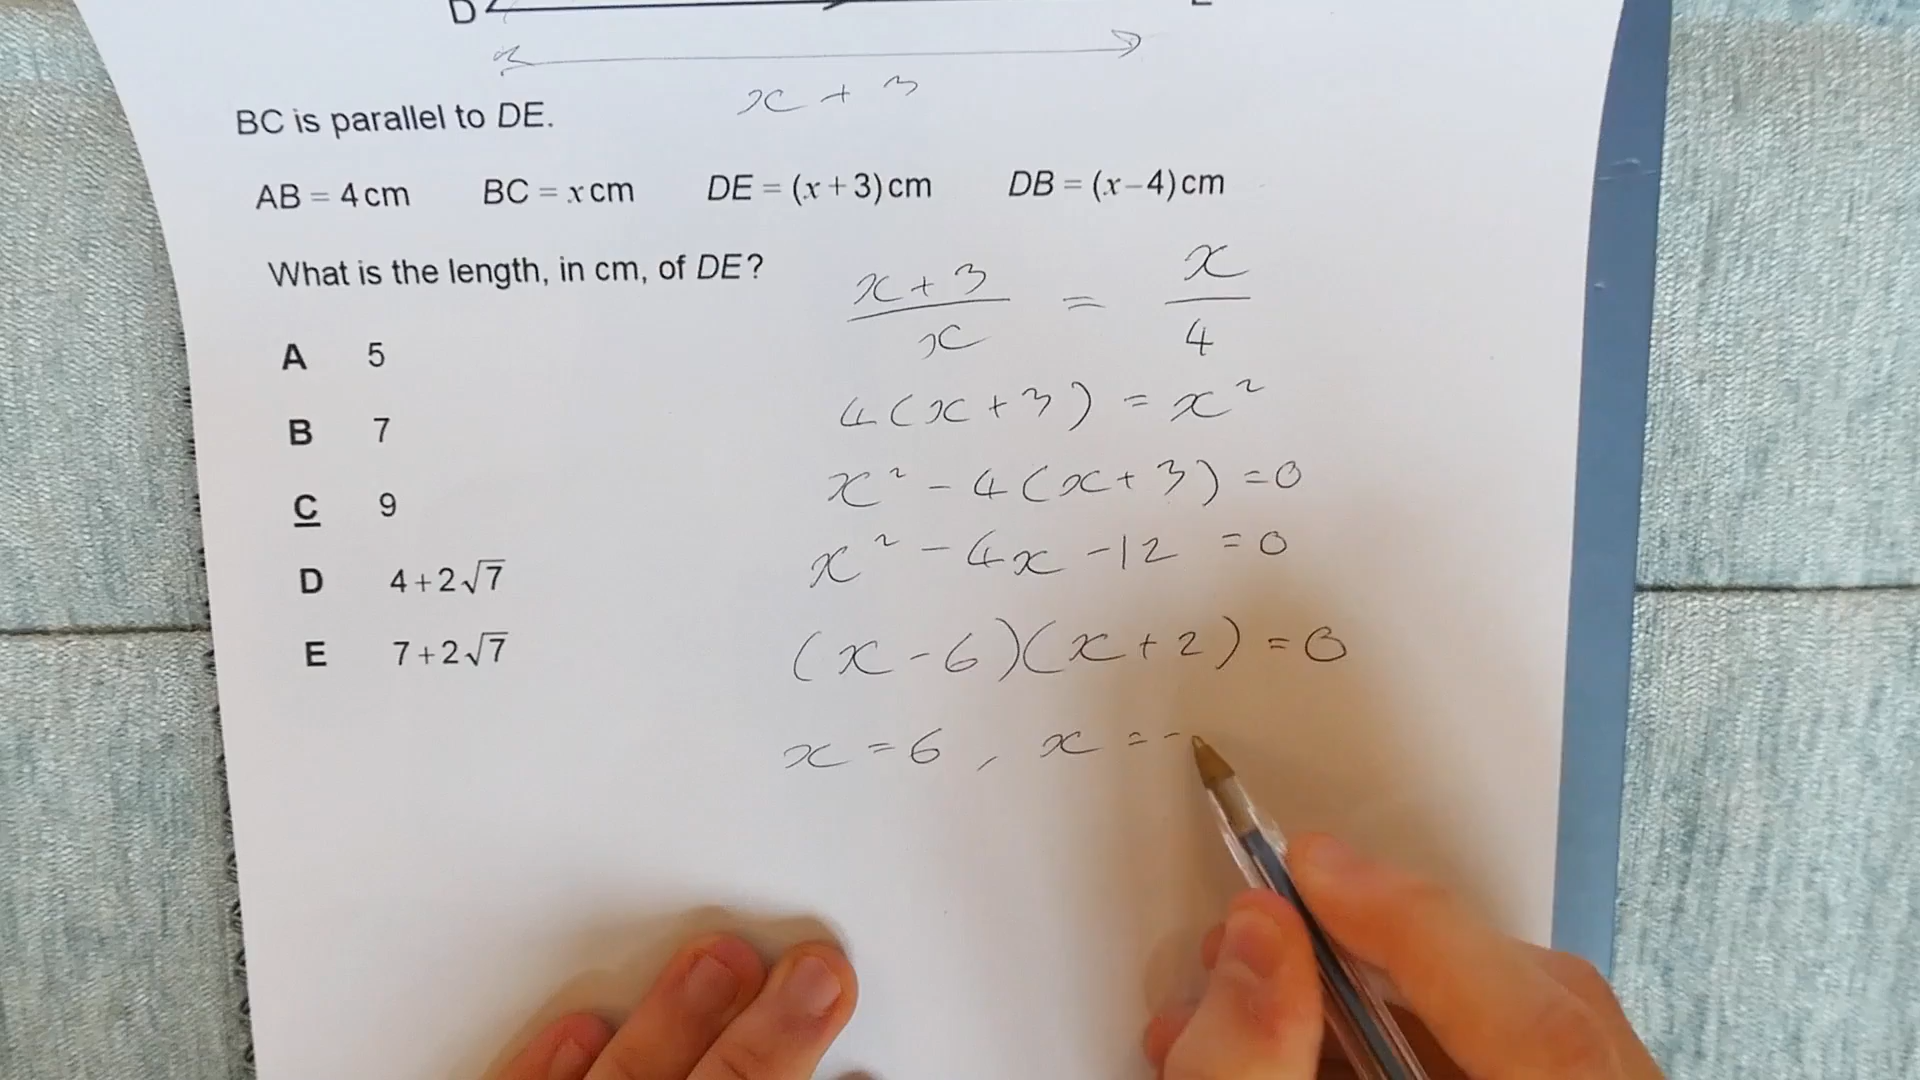 D
x + 3
BC is parallel to DE.
AB = 4 cm BC = x cm DE = (x + 3) cm DB = (x – 4) cm
What is the length, in cm, of DE?
x + 3 / x = x / 4
A 5
4(x + 3) = x²
B 7
x² - 4(x + 3) = 0
C 9
x² - 4x - 12 = 0
D 4 + 2√7
(x - 6)(x + 2) = 0
E 7 + 2√7
x = 6, x = -